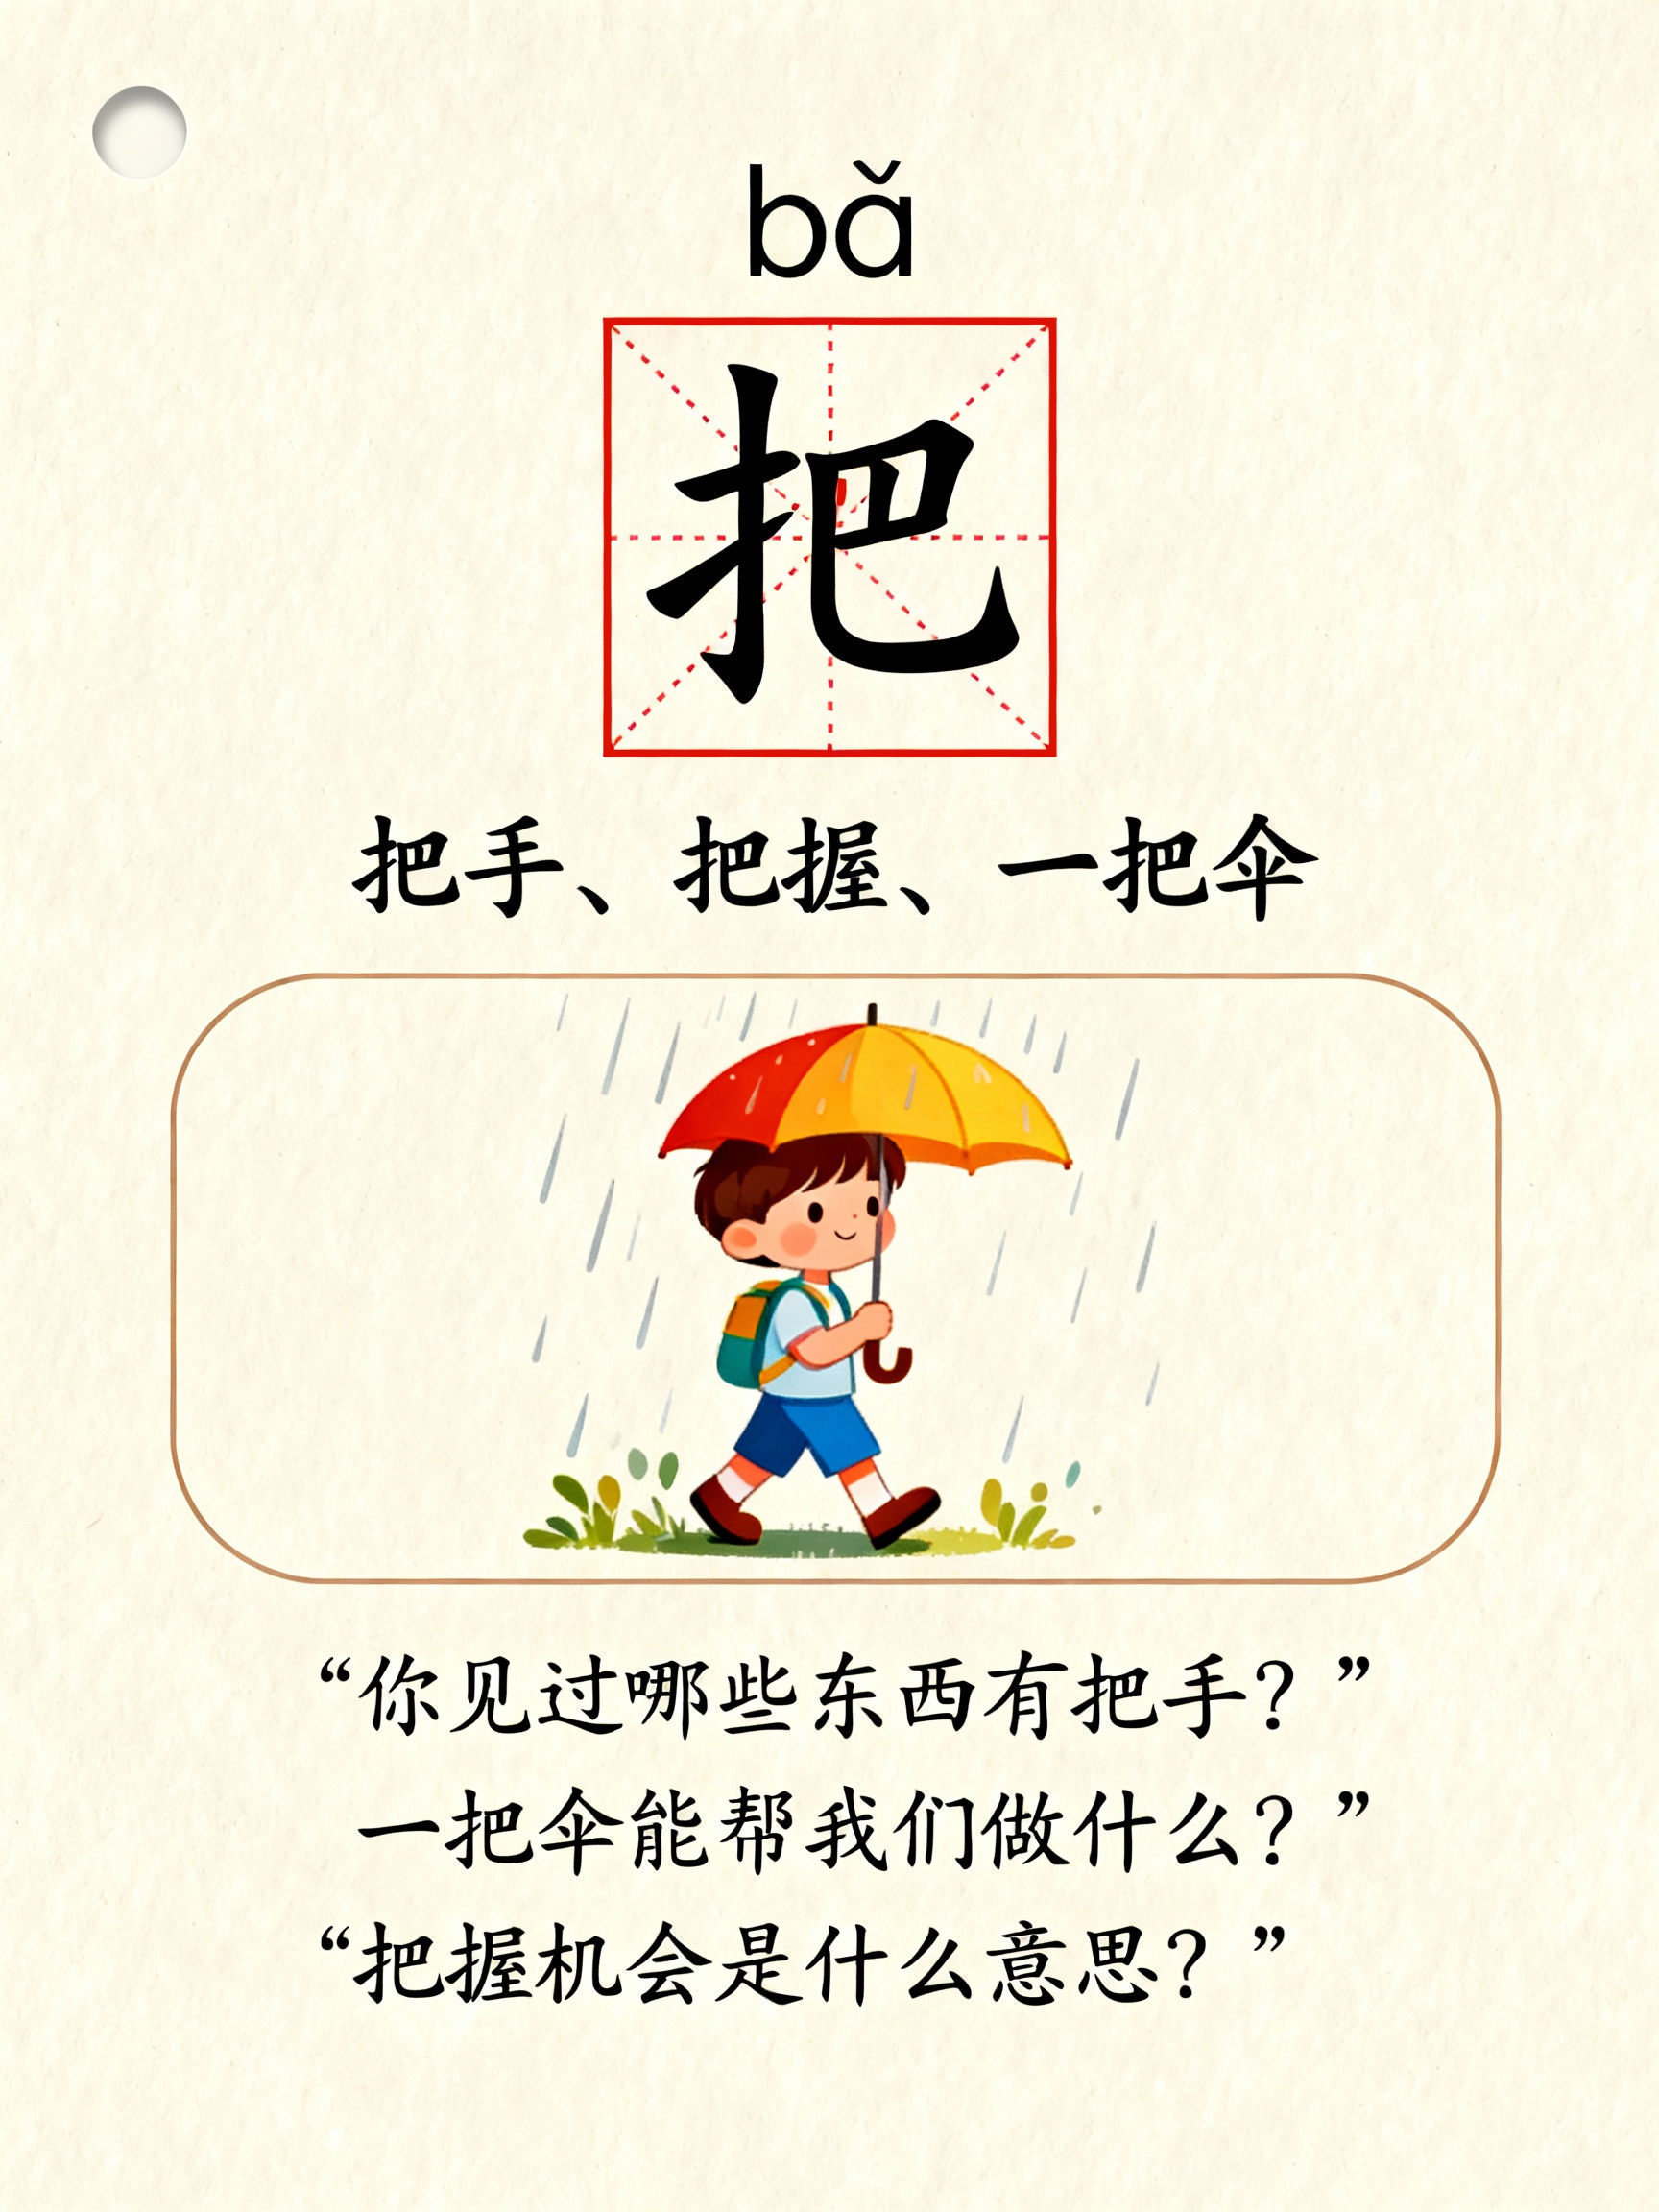 bǎ
把
把手、把握、一把伞
“你见过哪些东西有把手？”
一把伞能帮我们做什么？”
“把握机会是什么意思？”